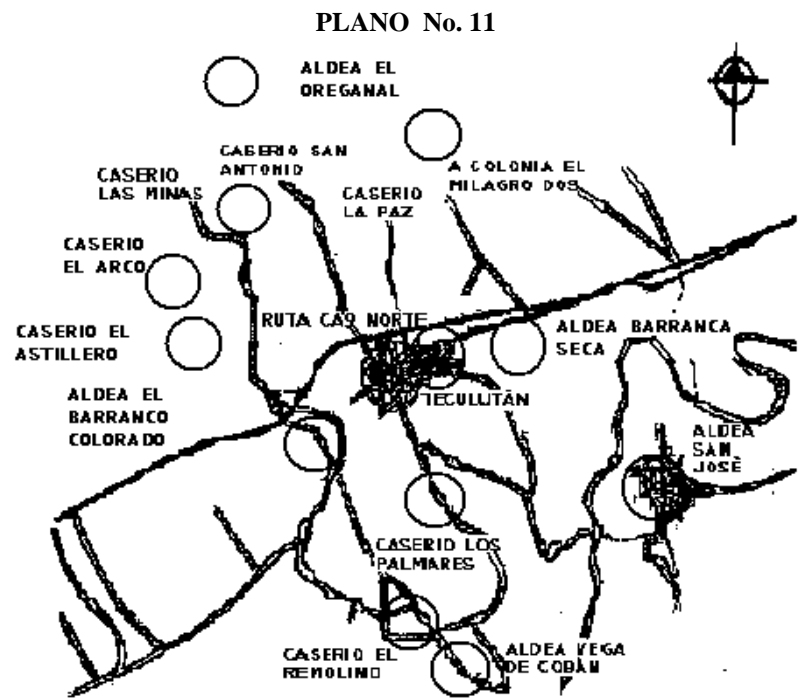 PLANO No. 11
ALDEA EL
OREGANAL
CASERIO SAN
ANTONIO
A COLONIA EL
MILAGRO DOS
CASERIO
LAS MINAS
CASERIO
LA PAZ
CASERIO
EL ARCO
RUTA CA9 NORTE
ALDEA BARRANCA
SECA
CASERIO EL
ASTILLERO
ALDEA EL
BARRANCO
COLORADO
TECULUTÁN
ALDEA
SAN
JOSÉ
CASERIO LOS
PALMARES
CASERIO EL
REMOLINO
ALDEA VEGA
DE COBÁN